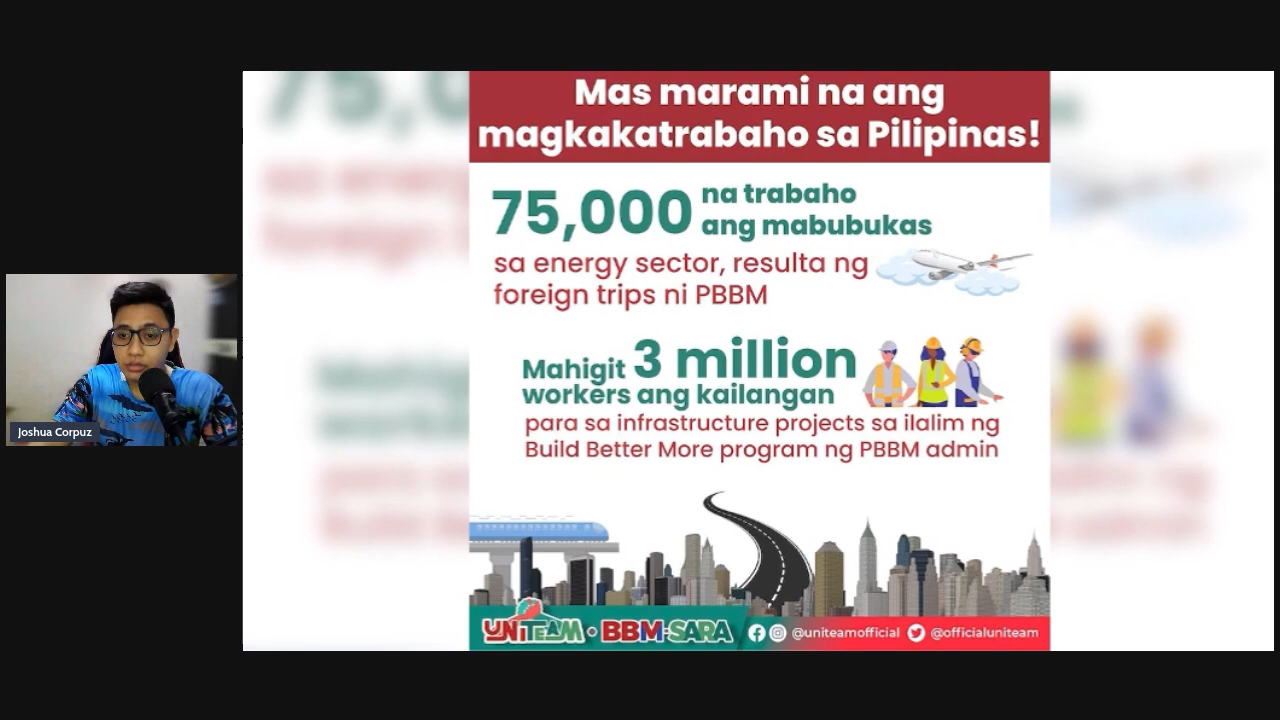 Mas marami na ang
magkakatrabaho sa Pilipinas!
75,000 na trabaho
ang mabubukas
sa energy sector, resulta ng
foreign trips ni PBBM
Mahigit 3 million
workers ang kailangan
para sa infrastructure projects sa ilalim ng
Build Better More program ng PBBM admin
UNITEAM • BBM-SARA @uniteamofficial @officialuniteam
Joshua Corpuz